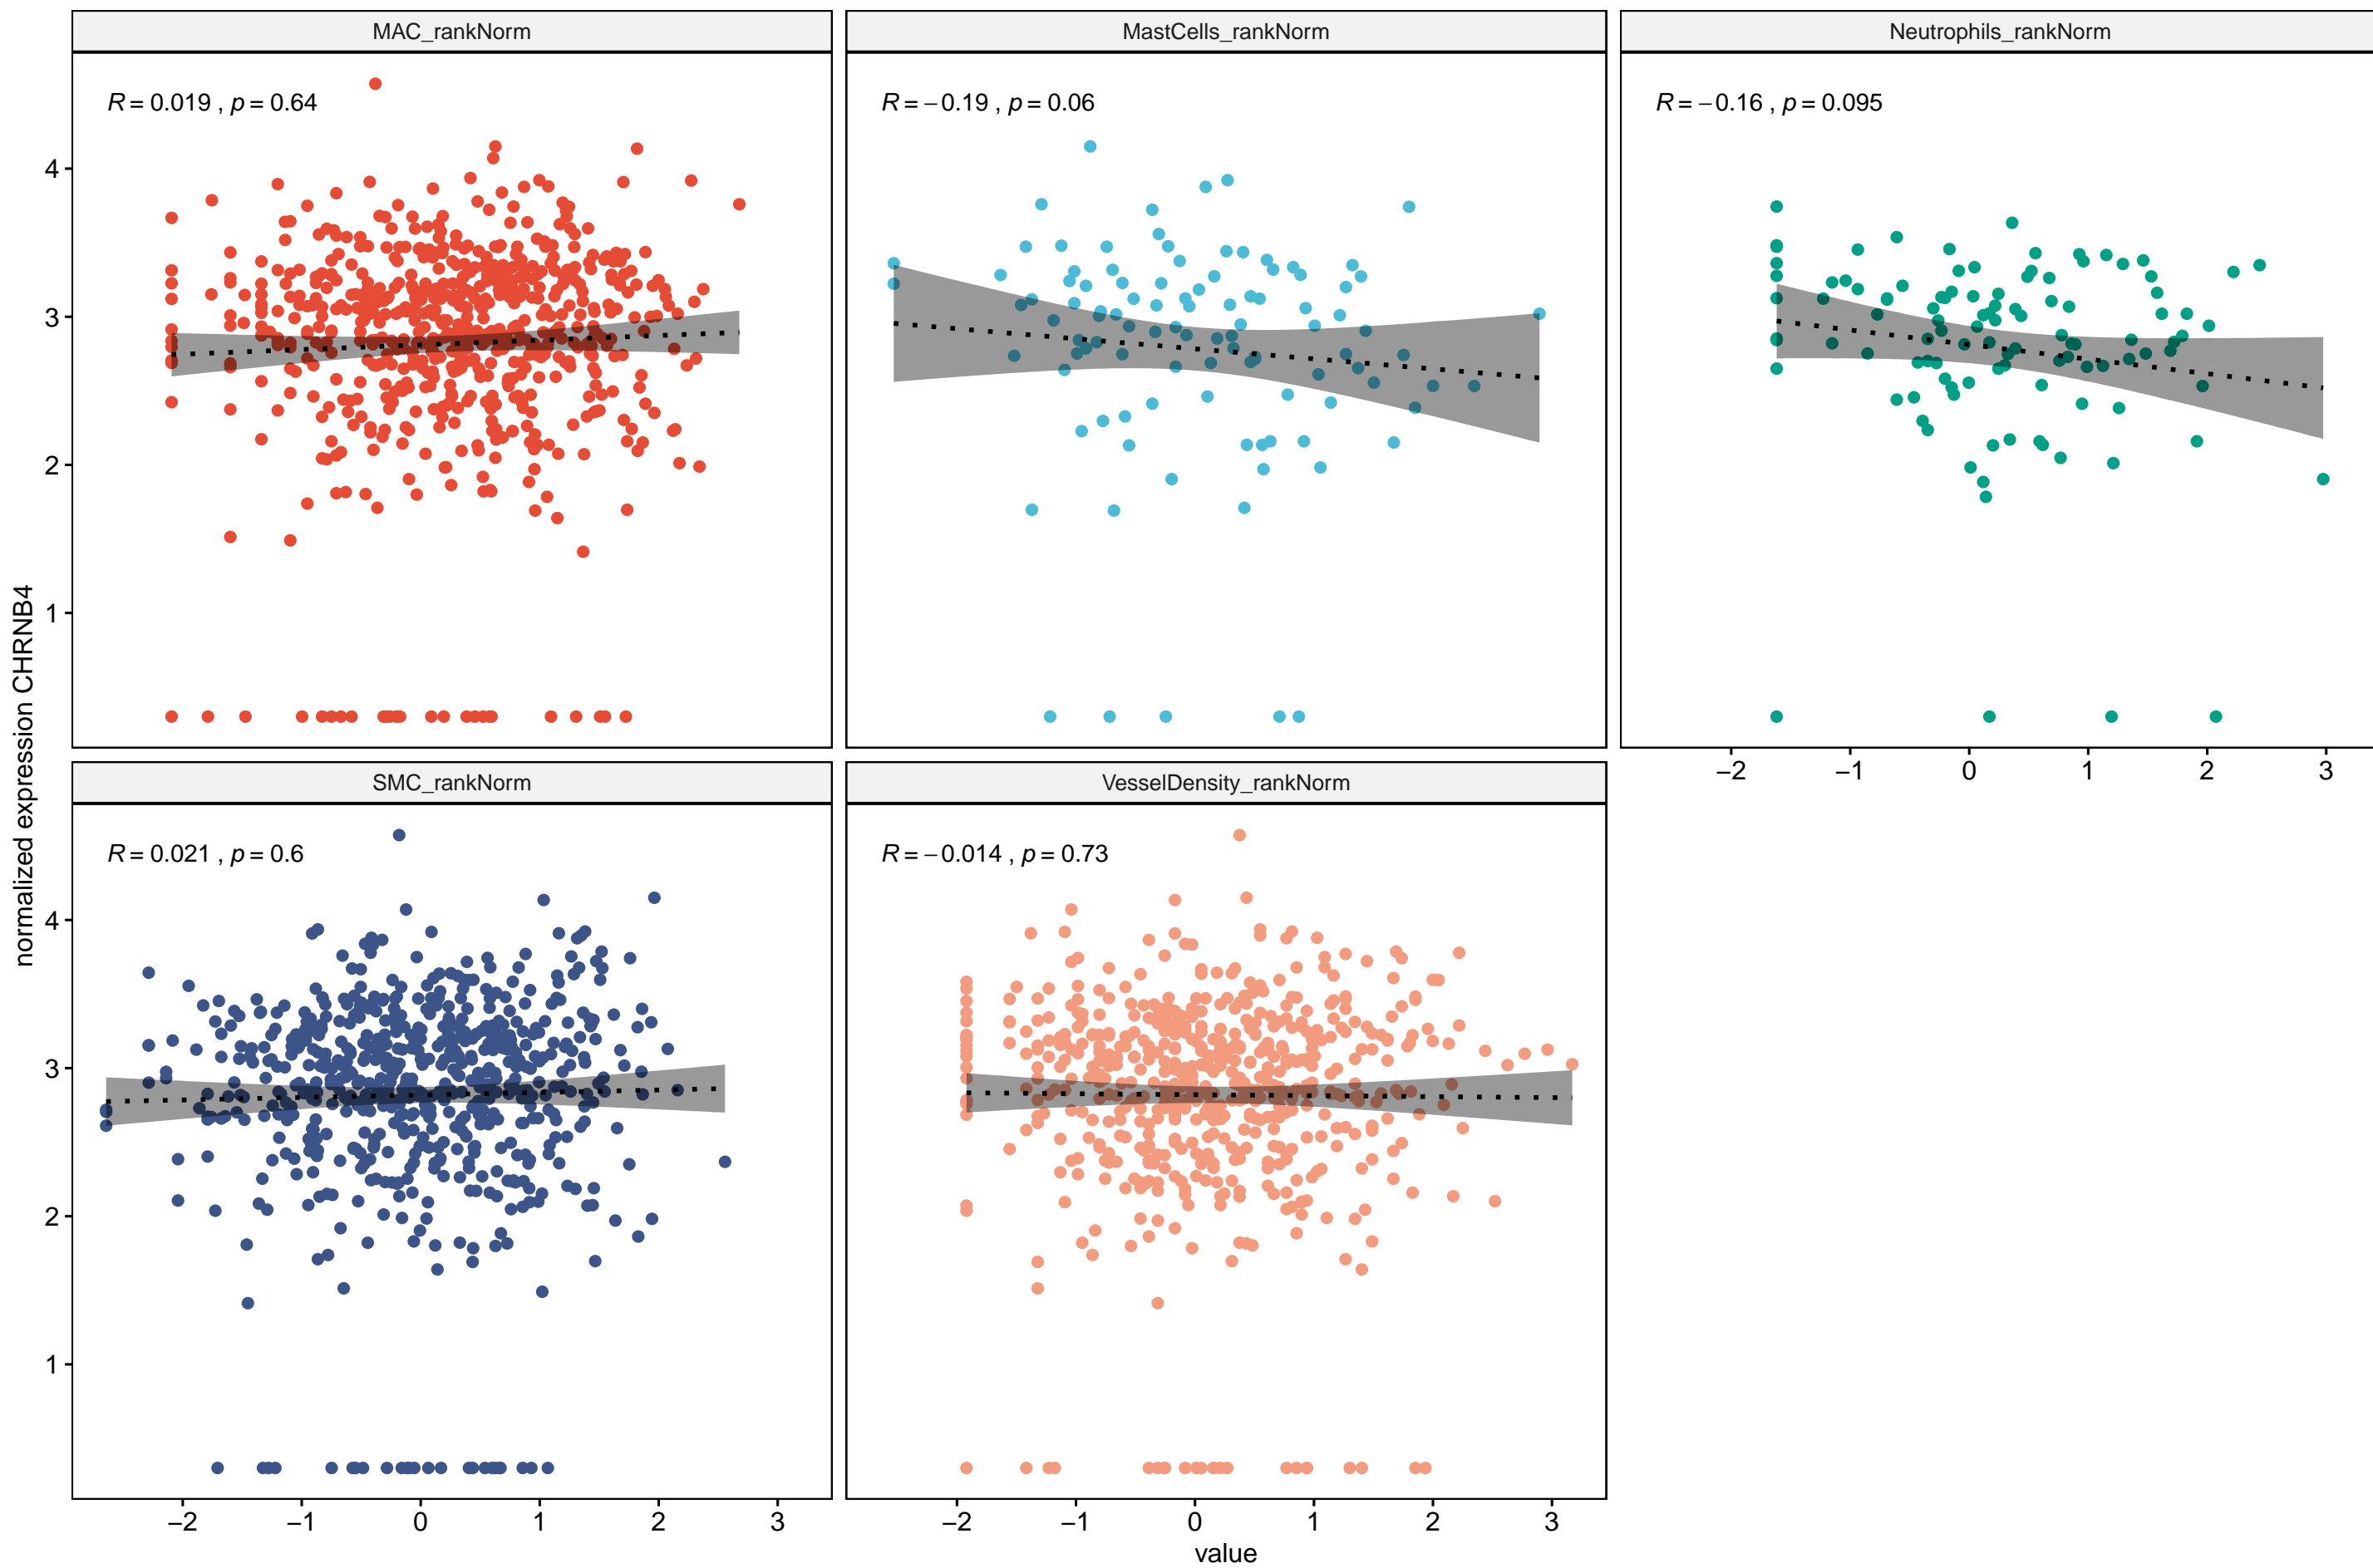 MAC_rankNorm
MastCells_rankNorm
Neutrophils_rankNorm
R = 0.019 , p = 0.64
R = −0.19 , p = 0.06
R = −0.16 , p = 0.095
4
3
2
1
−2 −1 0 1 2 3
SMC_rankNorm
VesselDensity_rankNorm
R = 0.021 , p = 0.6
R = −0.014 , p = 0.73
4
3
2
1
−2 −1 0 1 2 3
−2 −1 0 1 2 3
value
normalized expression CHRNB4